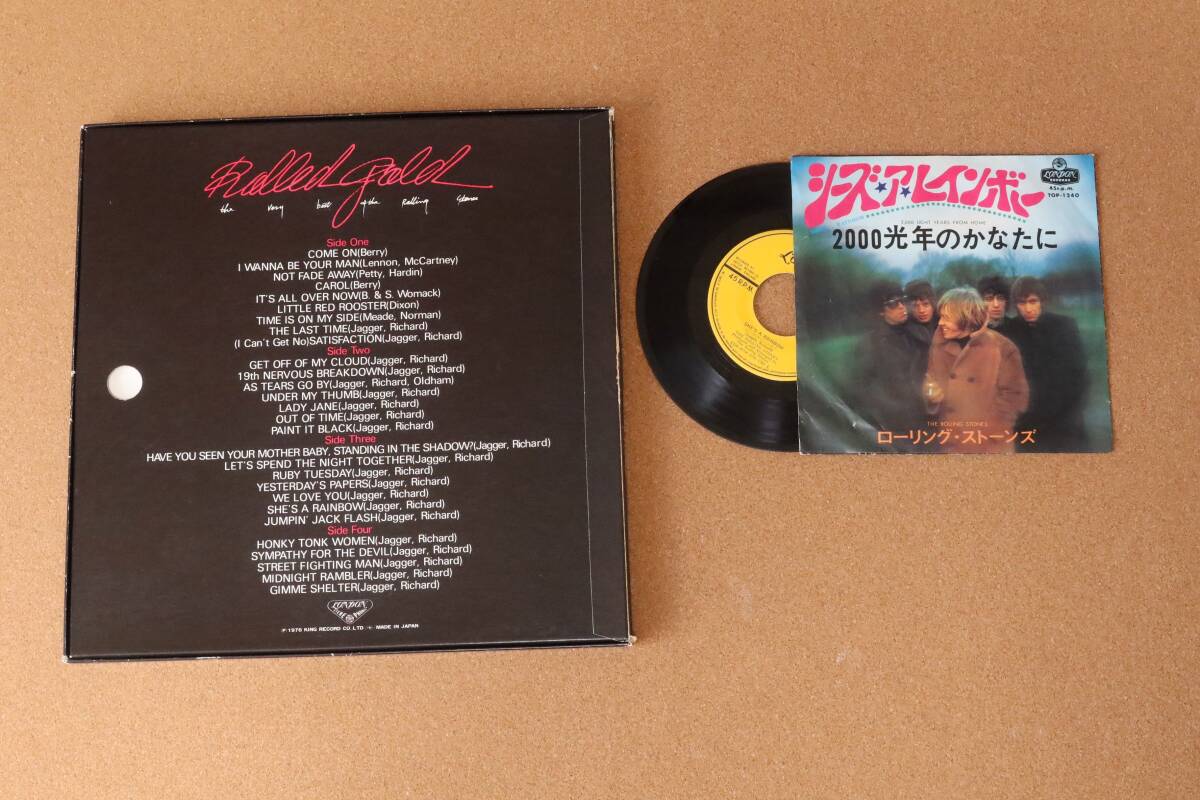 Rolled Gold
the very best of the Rolling Stones
Side One
COME ON(Berry)
I WANNA BE YOUR MAN(Lennon, McCartney)
NOT FADE AWAY(Petty, Hardin)
CAROL(Berry)
IT'S ALL OVER NOW(B. & S. Womack)
LITTLE RED ROOSTER(Dixon)
TIME IS ON MY SIDE(Meade, Norman)
THE LAST TIME(Jagger, Richard)
(I Can't Get No)SATISFACTION(Jagger, Richard)
Side Two
GET OFF OF MY CLOUD(Jagger, Richard)
19th NERVOUS BREAKDOWN(Jagger, Richard)
AS TEARS GO BY(Jagger, Richard, Oldham)
UNDER MY THUMB(Jagger, Richard)
LADY JANE(Jagger, Richard)
OUT OF TIME(Jagger, Richard)
PAINT IT BLACK(Jagger, Richard)
Side Three
HAVE YOU SEEN YOUR MOTHER BABY, STANDING IN THE SHADOW?(Jagger, Richard)
LET'S SPEND THE NIGHT TOGETHER(Jagger, Richard)
RUBY TUESDAY(Jagger, Richard)
YESTERDAY'S PAPERS(Jagger, Richard)
WE LOVE YOU(Jagger, Richard)
SHE'S A RAINBOW(Jagger, Richard)
JUMPIN' JACK FLASH(Jagger, Richard)
Side Four
HONKY TONK WOMEN(Jagger, Richard)
SYMPATHY FOR THE DEVIL(Jagger, Richard)
STREET FIGHTING MAN(Jagger, Richard)
MIDNIGHT RAMBLER(Jagger, Richard)
GIMME SHELTER(Jagger, Richard)
LONDON
℗ 1976 KING RECORD CO. LTD MADE IN JAPAN
45 RPM
SHE'S A RAINBOW
シーズ★ア★レインボー
LONDON
RECORDS
45r.p.m.
TOP-1240
2000 LIGHT YEARS FROM HOME
2000光年のかなたに
THE ROLLING STONES
ローリング・ストーンズ